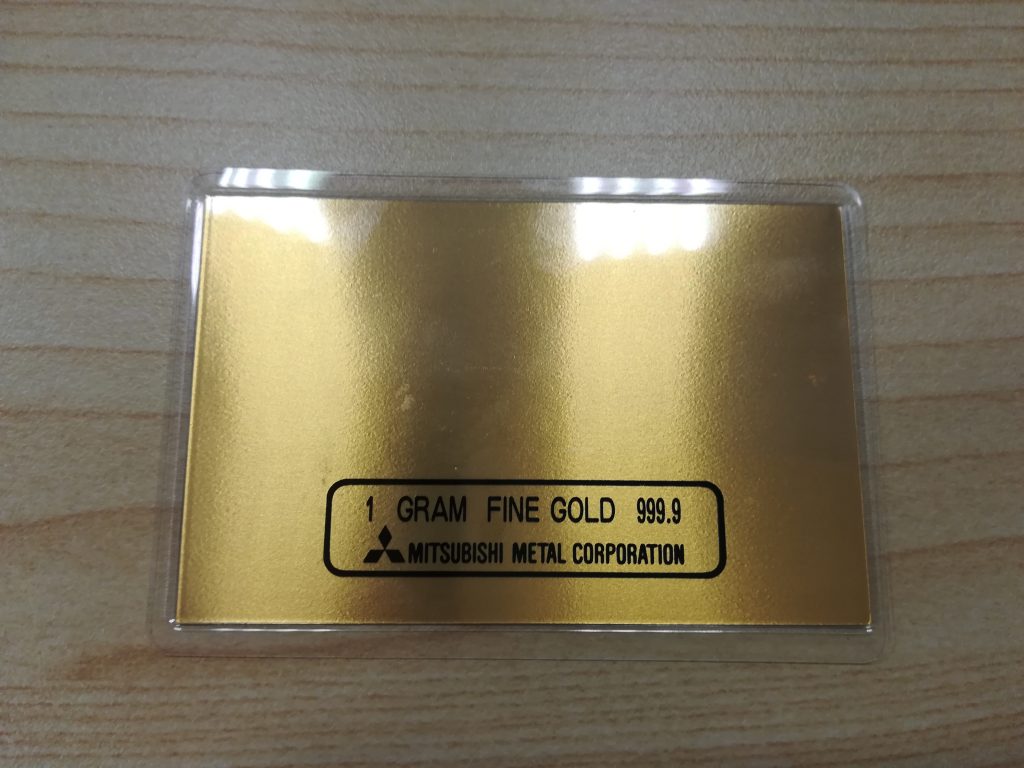 1 GRAM FINE GOLD 999.9
MITSUBISHI METAL CORPORATION